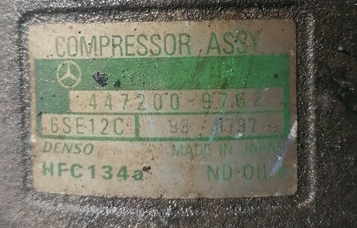 COMPRESSOR ASSY
447200-976
6SE12C
DENSO MADE IN JAPAN
HFC134a ND-OIL